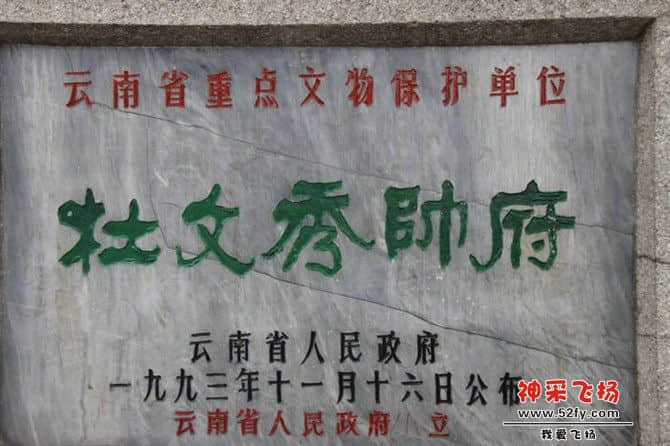 云南省重点文物保护单位
杜文秀帥府
云南省人民政府
一九九三年十一月十六日公布
云南省人民政府 立
神采飞扬
www.52fy.com
我爱飞扬